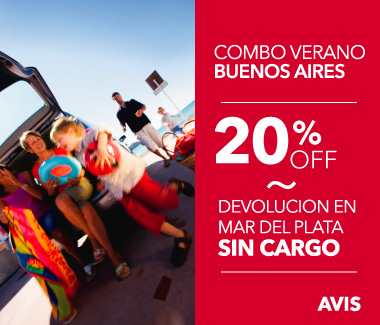 COMBO VERANO
BUENOS AIRES
20% OFF
~
DEVOLUCION EN
MAR DEL PLATA
SIN CARGO
AVIS